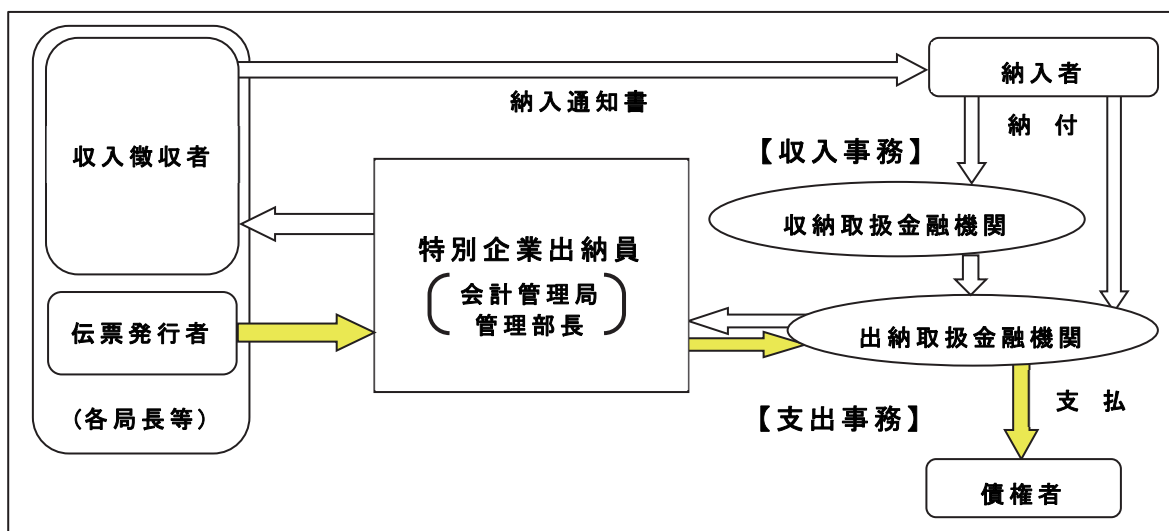 収入徴収者
納入通知書
納入者
納 付
【収入事務】
収納取扱金融機関
特別企業出納員
会計管理局
管理部長
伝票発行者
(各局長等)
出納取扱金融機関
【支出事務】
支 払
債権者